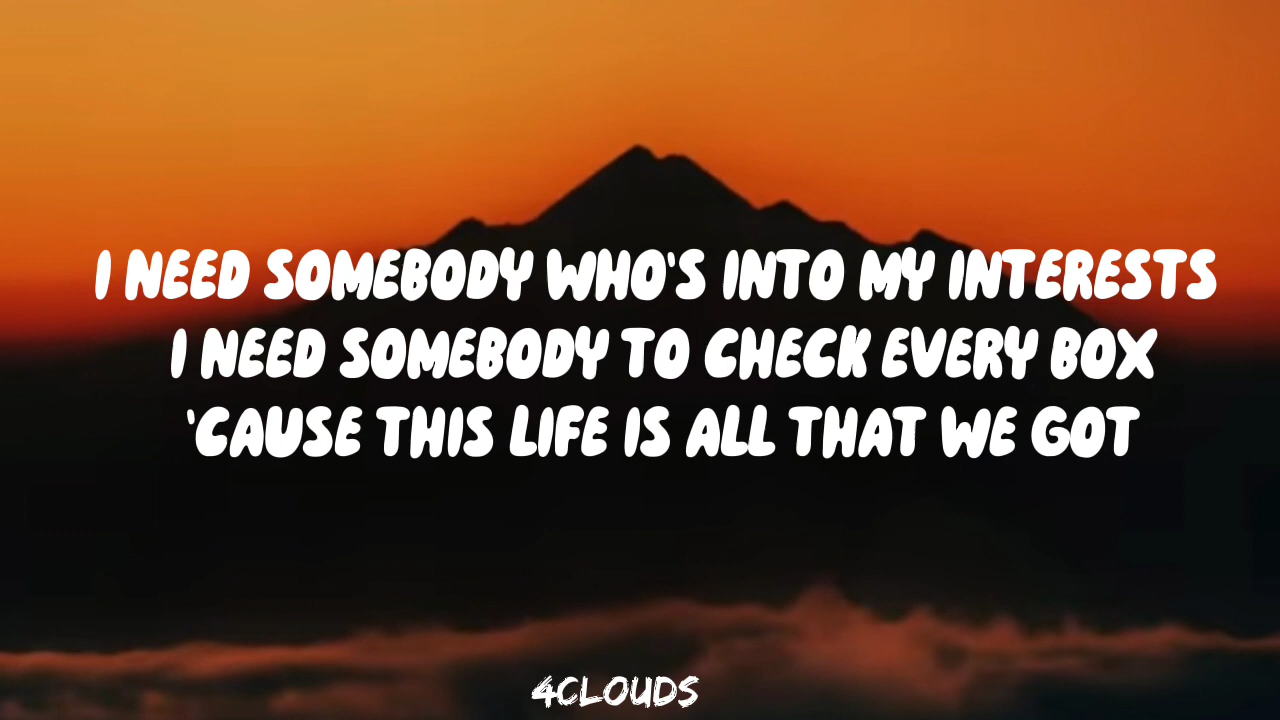 I NEED SOMEBODY WHO'S INTO MY INTERESTS
I NEED SOMEBODY TO CHECK EVERY BOX
'CAUSE THIS LIFE IS ALL THAT WE GOT
4CLOUDS